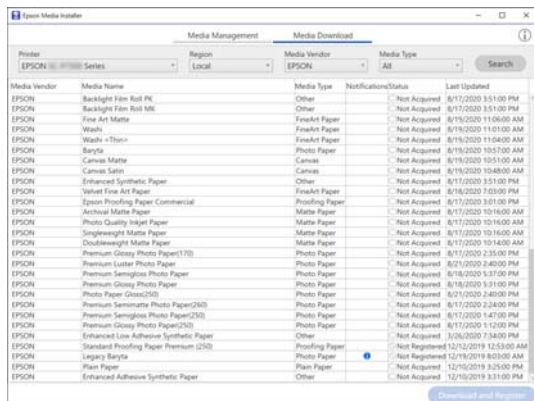 Epson Media Installer
Media Management Media Download
Printer Region Media Vendor Media Type
EPSON Series Local EPSON All Search
Media Vendor Media Name Media Type Notifications Status Last Updated
EPSON Backlight Film Roll PK Other Not Acquired 8/17/2020 3:51:00 PM
EPSON Backlight Film Roll MK Other Not Acquired 8/17/2020 3:51:00 PM
EPSON Fine Art Matte FineArt Paper Not Acquired 8/19/2020 11:06:00 AM
EPSON Washi FineArt Paper Not Acquired 8/19/2020 11:01:00 AM
EPSON Washi <Thin> FineArt Paper Not Acquired 8/19/2020 11:04:00 AM
EPSON Baryta Photo Paper Not Acquired 8/19/2020 10:57:00 AM
EPSON Canvas Matte Canvas Not Acquired 8/19/2020 10:51:00 AM
EPSON Canvas Satin Canvas Not Acquired 8/19/2020 10:48:00 AM
EPSON Enhanced Synthetic Paper Other Not Acquired 8/17/2020 3:51:00 PM
EPSON Velvet Fine Art Paper FineArt Paper Not Acquired 8/18/2020 7:03:00 PM
EPSON Epson Proofing Paper Commercial Proofing Paper Not Acquired 8/17/2020 3:01:00 PM
EPSON Archival Matte Paper Matte Paper Not Acquired 8/17/2020 10:16:00 AM
EPSON Photo Quality Inkjet Paper Matte Paper Not Acquired 8/17/2020 10:16:00 AM
EPSON Singleweight Matte Paper Matte Paper Not Acquired 8/17/2020 10:16:00 AM
EPSON Doubleweight Matte Paper Matte Paper Not Acquired 8/17/2020 10:14:00 AM
EPSON Premium Glossy Photo Paper(170) Photo Paper Not Acquired 8/17/2020 2:35:00 PM
EPSON Premium Luster Photo Paper Photo Paper Not Acquired 8/21/2020 2:40:00 PM
EPSON Premium Semigloss Photo Paper Photo Paper Not Acquired 8/18/2020 5:37:00 PM
EPSON Premium Glossy Photo Paper Photo Paper Not Acquired 8/18/2020 5:31:00 PM
EPSON Photo Paper Gloss(250) Photo Paper Not Acquired 8/21/2020 2:40:00 PM
EPSON Premium Semimatte Photo Paper(260) Photo Paper Not Acquired 8/17/2020 2:24:00 PM
EPSON Premium Semigloss Photo Paper(250) Photo Paper Not Acquired 8/17/2020 1:47:00 PM
EPSON Premium Glossy Photo Paper(250) Photo Paper Not Acquired 8/17/2020 1:12:00 PM
EPSON Enhanced Low Adhesive Synthetic Paper Other Not Acquired 3/26/2020 7:34:00 PM
EPSON Standard Proofing Paper Premium (250) Proofing Paper Not Registered 12/12/2019 12:53:00 AM
EPSON Legacy Baryta Photo Paper Not Registered 12/19/2019 8:03:00 AM
EPSON Plain Paper Plain Paper Not Acquired 12/10/2019 3:25:00 PM
EPSON Enhanced Adhesive Synthetic Paper Other Not Acquired 12/10/2019 3:31:00 PM
Download and Register